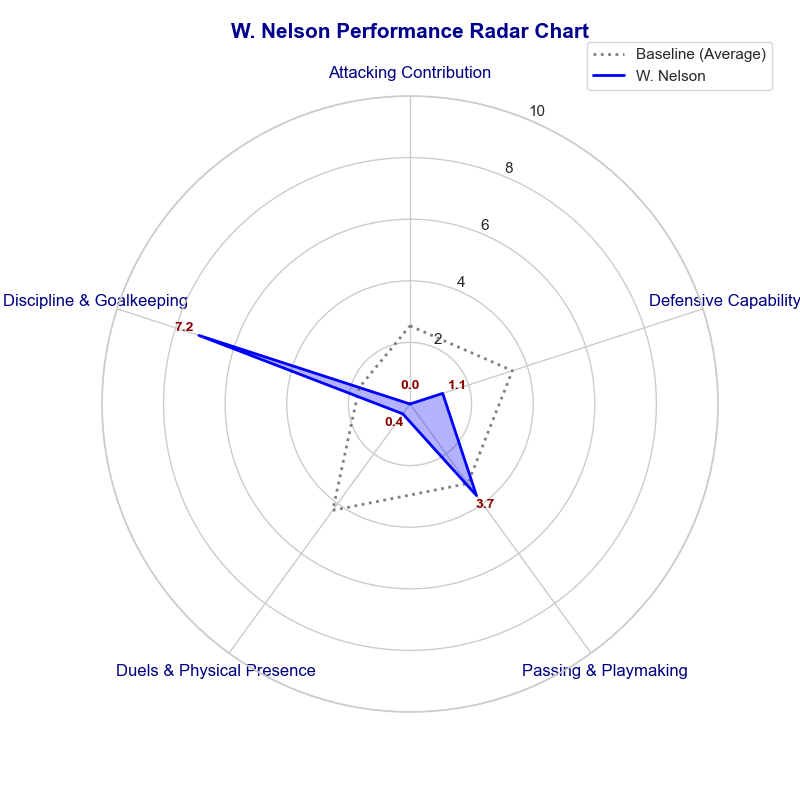 W. Nelson Performance Radar Chart
Baseline (Average)
W. Nelson
Attacking Contribution
10
8
6
4
2
Discipline & Goalkeeping
Defensive Capability
7.2
0.0
1.1
0.4
3.7
Duels & Physical Presence
Passing & Playmaking